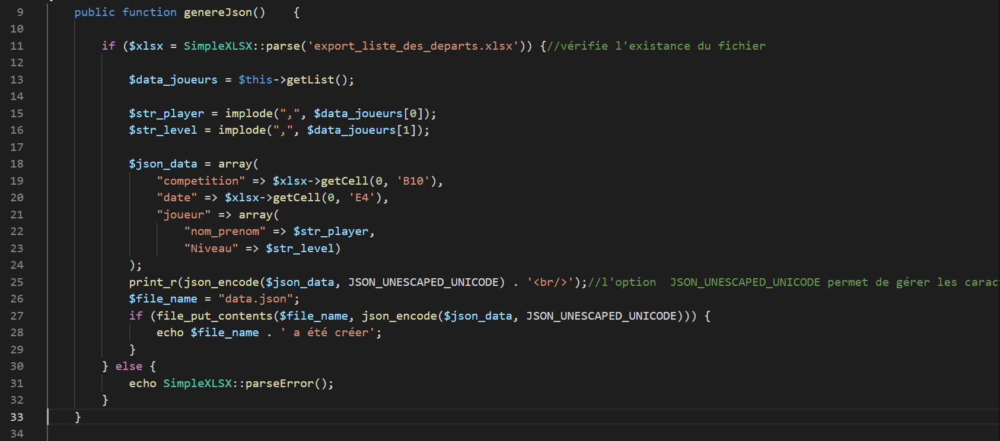 9 public function genereJson() {
10
11 if ($xlsx = SimpleXLSX::parse('export_liste_des_departs.xlsx')) {//vérifie l'existance du fichier
12
13 $data_joueurs = $this->getList();
14
15 $str_player = implode(",", $data_joueurs[0]);
16 $str_level = implode(",", $data_joueurs[1]);
17
18 $json_data = array(
19 "competition" => $xlsx->getCell(0, 'B10'),
20 "date" => $xlsx->getCell(0, 'E4'),
21 "joueur" => array(
22 "nom_prenom" => $str_player,
23 "Niveau" => $str_level)
24 );
25 print_r(json_encode($json_data, JSON_UNESCAPED_UNICODE) . '<br/>');//l'option  JSON_UNESCAPED_UNICODE permet de gérer les carac
26 $file_name = "data.json";
27 if (file_put_contents($file_name, json_encode($json_data, JSON_UNESCAPED_UNICODE))) {
28 echo $file_name . ' a été créer';
29 }
30 } else {
31 echo SimpleXLSX::parseError();
32 }
33 }
34